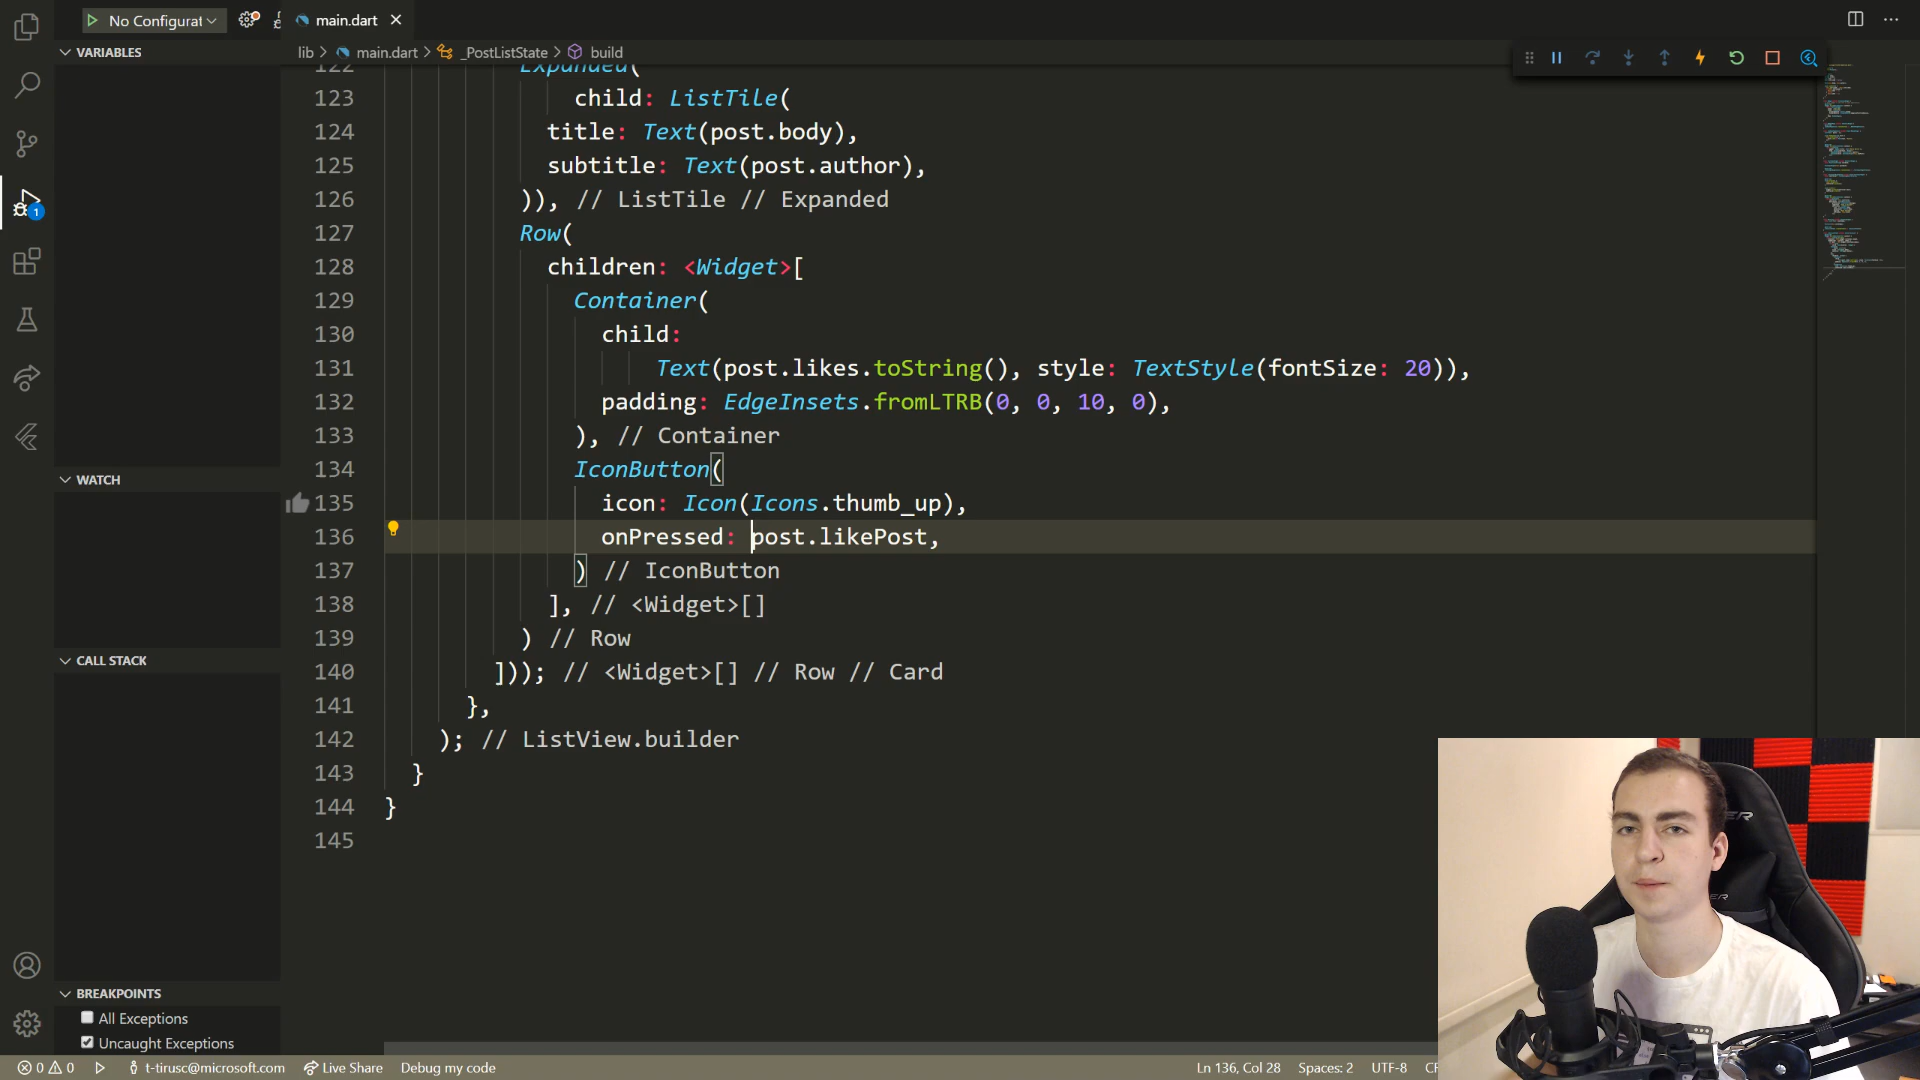 No Configurat
main.dart
lib > main.dart > _PostListState > build
VARIABLES
WATCH
CALL STACK
BREAKPOINTS
All Exceptions
Uncaught Exceptions
122 Expanded(
123 child: ListTile(
124 title: Text(post.body),
125 subtitle: Text(post.author),
126 )), // ListTile // Expanded
127 Row(
128 children: <Widget>[
129 Container(
130 child:
131 Text(post.likes.toString(), style: TextStyle(fontSize: 20)),
132 padding: EdgeInsets.fromLTRB(0, 0, 10, 0),
133 ), // Container
134 IconButton(
135 icon: Icon(Icons.thumb_up),
136 onPressed: post.likePost,
137 ) // IconButton
138 ], // <Widget>[]
139 ) // Row
140 ])); // <Widget>[] // Row // Card
141 },
142 ); // ListView.builder
143 }
144 }
145
1
0 0 t-tirusc@microsoft.com Live Share Debug my code Ln 136, Col 28 Spaces: 2 UTF-8